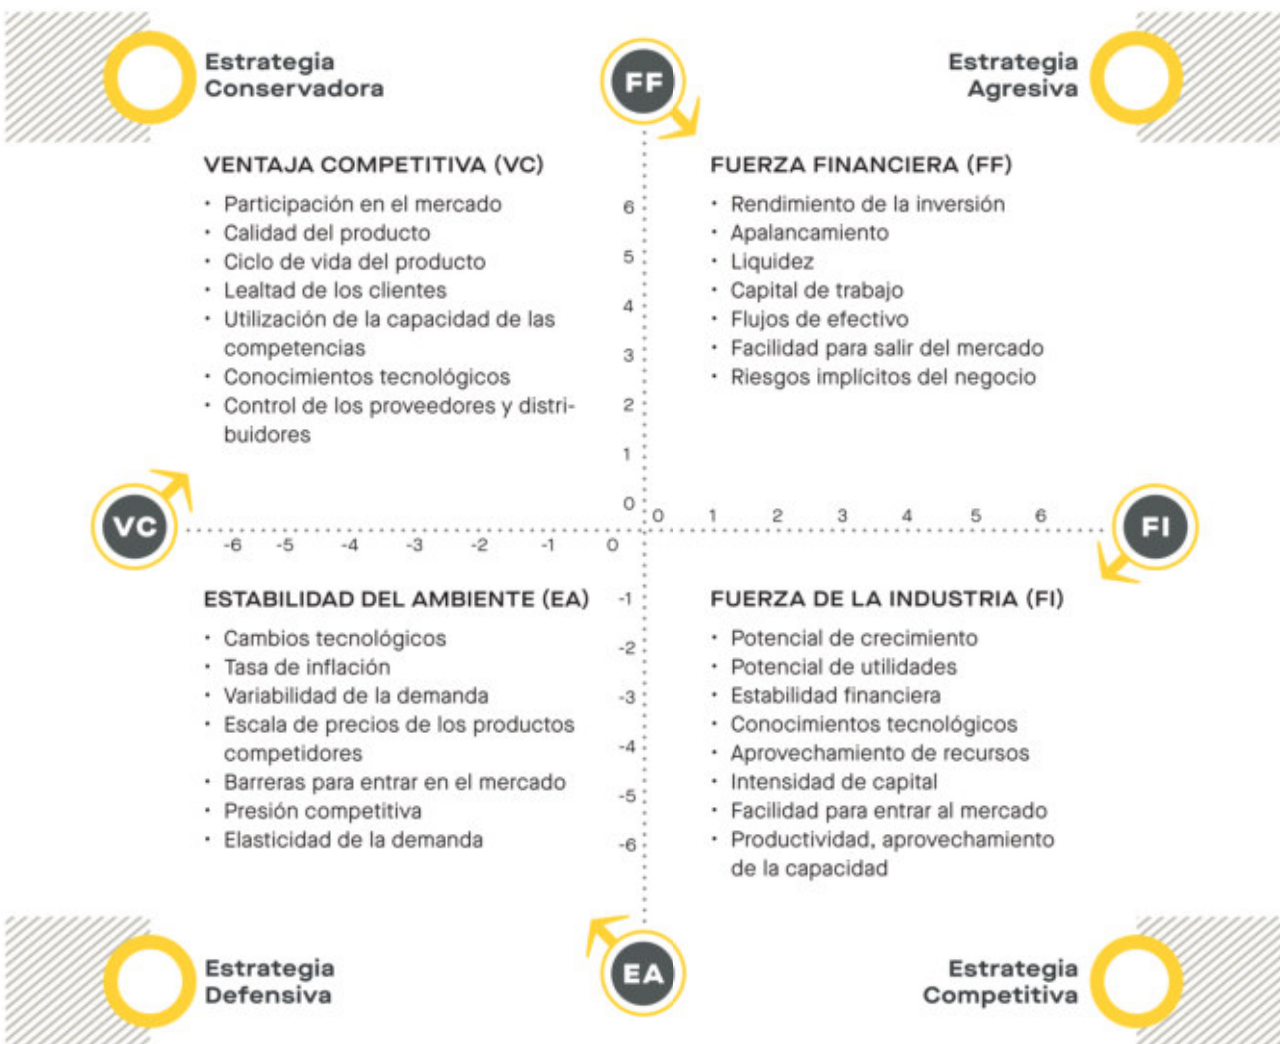 Estrategia
Conservadora
FF
Estrategia
Agresiva
VENTAJA COMPETITIVA (VC)
• Participación en el mercado
• Calidad del producto
• Ciclo de vida del producto
• Lealtad de los clientes
• Utilización de la capacidad de las
competencias
• Conocimientos tecnológicos
• Control de los proveedores y distri-
buidores
FUERZA FINANCIERA (FF)
• Rendimiento de la inversión
• Apalancamiento
• Liquidez
• Capital de trabajo
• Flujos de efectivo
• Facilidad para salir del mercado
• Riesgos implícitos del negocio
6
5
4
3
2
1
0
VC
-6 -5 -4 -3 -2 -1 0
0 1 2 3 4 5 6
FI
ESTABILIDAD DEL AMBIENTE (EA)
• Cambios tecnológicos
• Tasa de inflación
• Variabilidad de la demanda
• Escala de precios de los productos
competidores
• Barreras para entrar en el mercado
• Presión competitiva
• Elasticidad de la demanda
-1
-2
-3
-4
-5
-6
FUERZA DE LA INDUSTRIA (FI)
• Potencial de crecimiento
• Potencial de utilidades
• Estabilidad financiera
• Conocimientos tecnológicos
• Aprovechamiento de recursos
• Intensidad de capital
• Facilidad para entrar al mercado
• Productividad, aprovechamiento
de la capacidad
Estrategia
Defensiva
EA
Estrategia
Competitiva